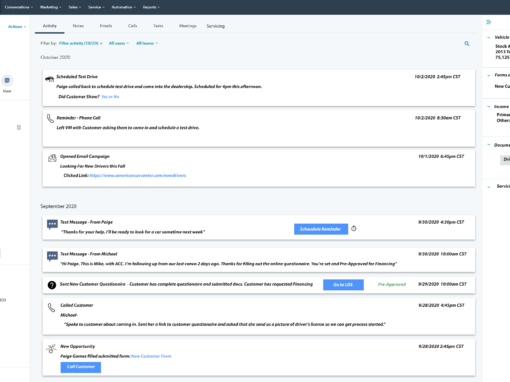 Conversations Marketing Sales Service Automation Reports
Actions
Activity Notes Emails Calls Tasks Meetings Servicing
Filter by: Filter activity (18/23) All users All teams
October 2020
Scheduled Test Drive 10/2/2020 2:45pm CST
Paige called back to schedule test drive and come into the dealership. Scheduled for 4pm this afternoon.
Did Customer Show? Yes or No
Meet
Reminder - Phone Call 10/2/2020 8:30am CST
Left VM with Customer asking them to come in and schedule a test drive.
Opened Email Campaign 10/1/2020 6:45pm CST
Looking For New Drivers this Fall
Clicked Link: https://www.americancarcenter.com/newdrivers
September 2020
Text Message - From Paige 9/30/2020 4:30pm CST
"Thanks for your help, I'll be ready to look for a car sometime next week" Schedule Reminder
Text Message - From Michael 9/30/2020 10:00am CST
"Hi Paige, This is Mike, with ACC. I'm following up from our last convo 2 days ago. Thanks for filling out the online questionnaire. You're set and Pre-Approved for Financing"
Sent New Customer Questionnaire - Customer has complete questionnaire and submitted docs. Customer has requested Financing Go to LOS Pre-Approved 9/29/2020 10:00am CST
Called Customer 9/28/2020 4:45pm CST
Michael-
"Spoke to customer about coming in. Sent her a link to customer questionnaire and asked that she send us a picture of driver's license so we can get process started."
New Opportunity 9/28/2020 2:45pm CST
Paige Gomez filled submitted form: New Customer Form
Call Customer
Vehicle
Stock
2013
75,125
Forms
New
Income
Other: